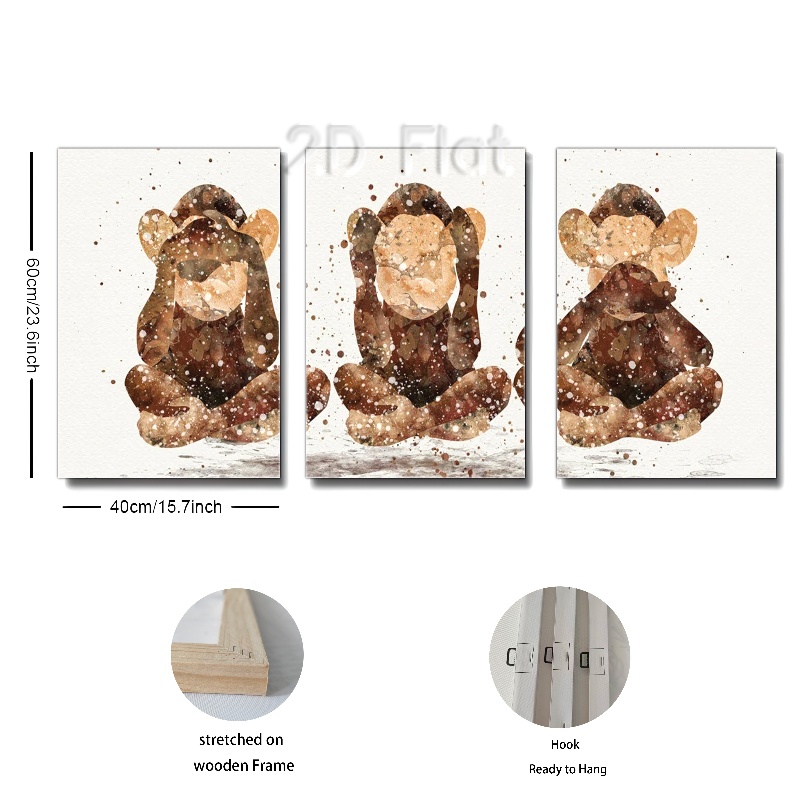 2D Flat
60cm/23.6inch
40cm/15.7inch
stretched on
wooden Frame
Hook
Ready to Hang